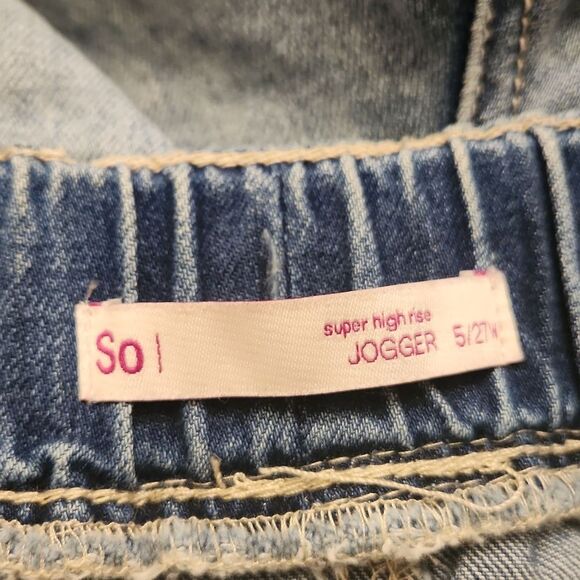 So |
super high rise
JOGGER 5/27W